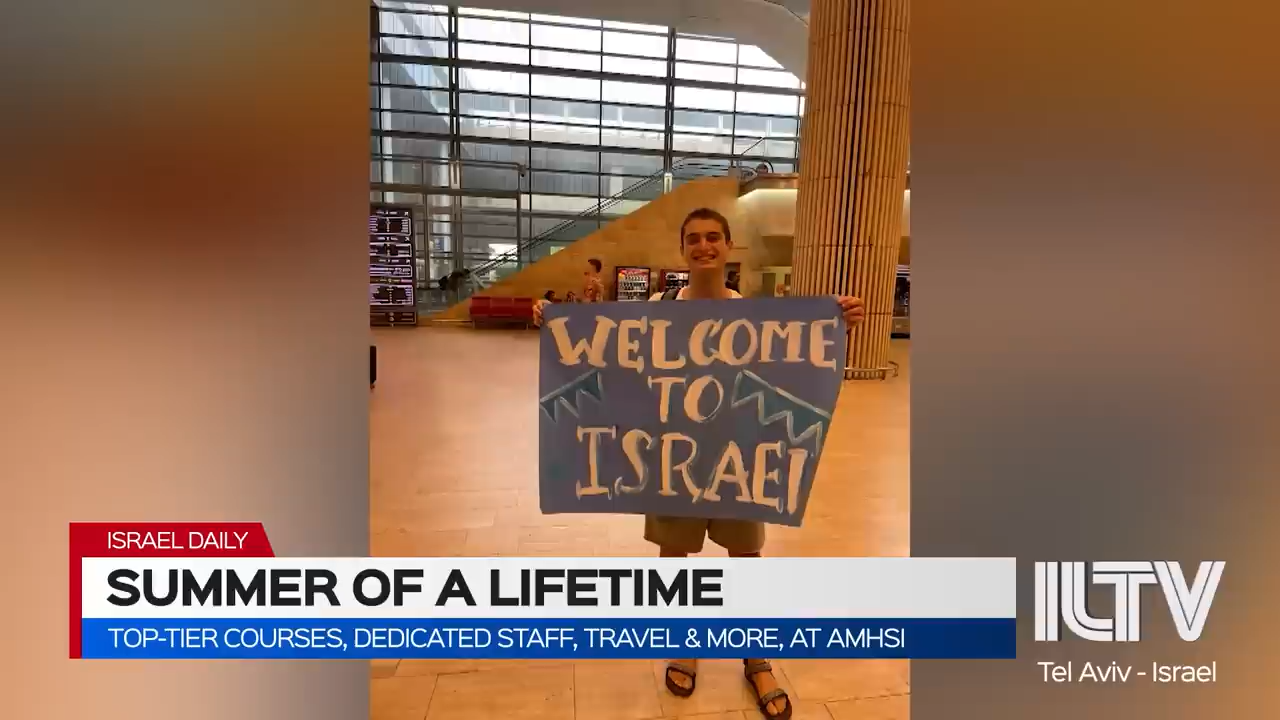 WELCOME
TO
ISRAEL
ISRAEL DAILY
SUMMER OF A LIFETIME
TOP-TIER COURSES, DEDICATED STAFF, TRAVEL & MORE, AT AMHSI
ILTV
Tel Aviv - Israel